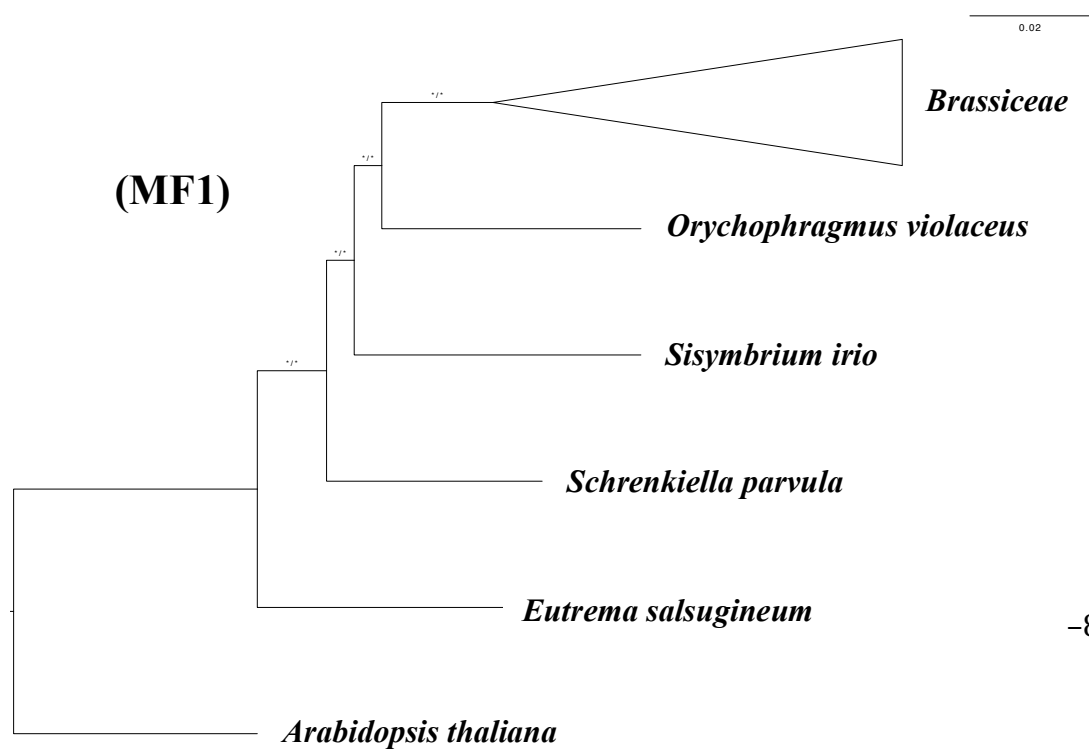 0.02
Brassiceae
*/*
*/*
(MF1)
Orychophragmus violaceus
*/*
Sisymbrium irio
*/*
Schrenkiella parvula
Eutrema salsugineum
Arabidopsis thaliana